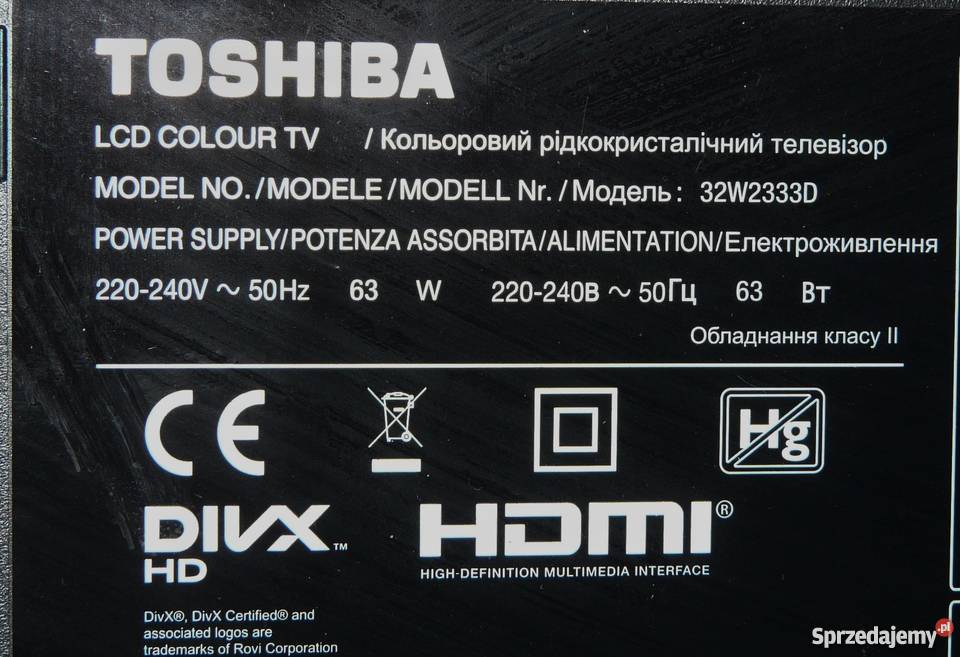 TOSHIBA
LCD COLOUR TV / Кольоровий рідкокристалічний телевізор
MODEL NO./MODELE/MODELL Nr./Модель: 32W2333D
POWER SUPPLY/POTENZA ASSORBITA/ALIMENTATION/Електроживлення
220-240V ~ 50Hz 63 W 220-240В ~ 50Гц 63 Вт
Обладнання класу II
CE
Hg
DIVX™
HD
HDMI®
HIGH-DEFINITION MULTIMEDIA INTERFACE
DivX®, DivX Certified® and
associated logos are
trademarks of Rovi Corporation
Sprzedajemy.pl